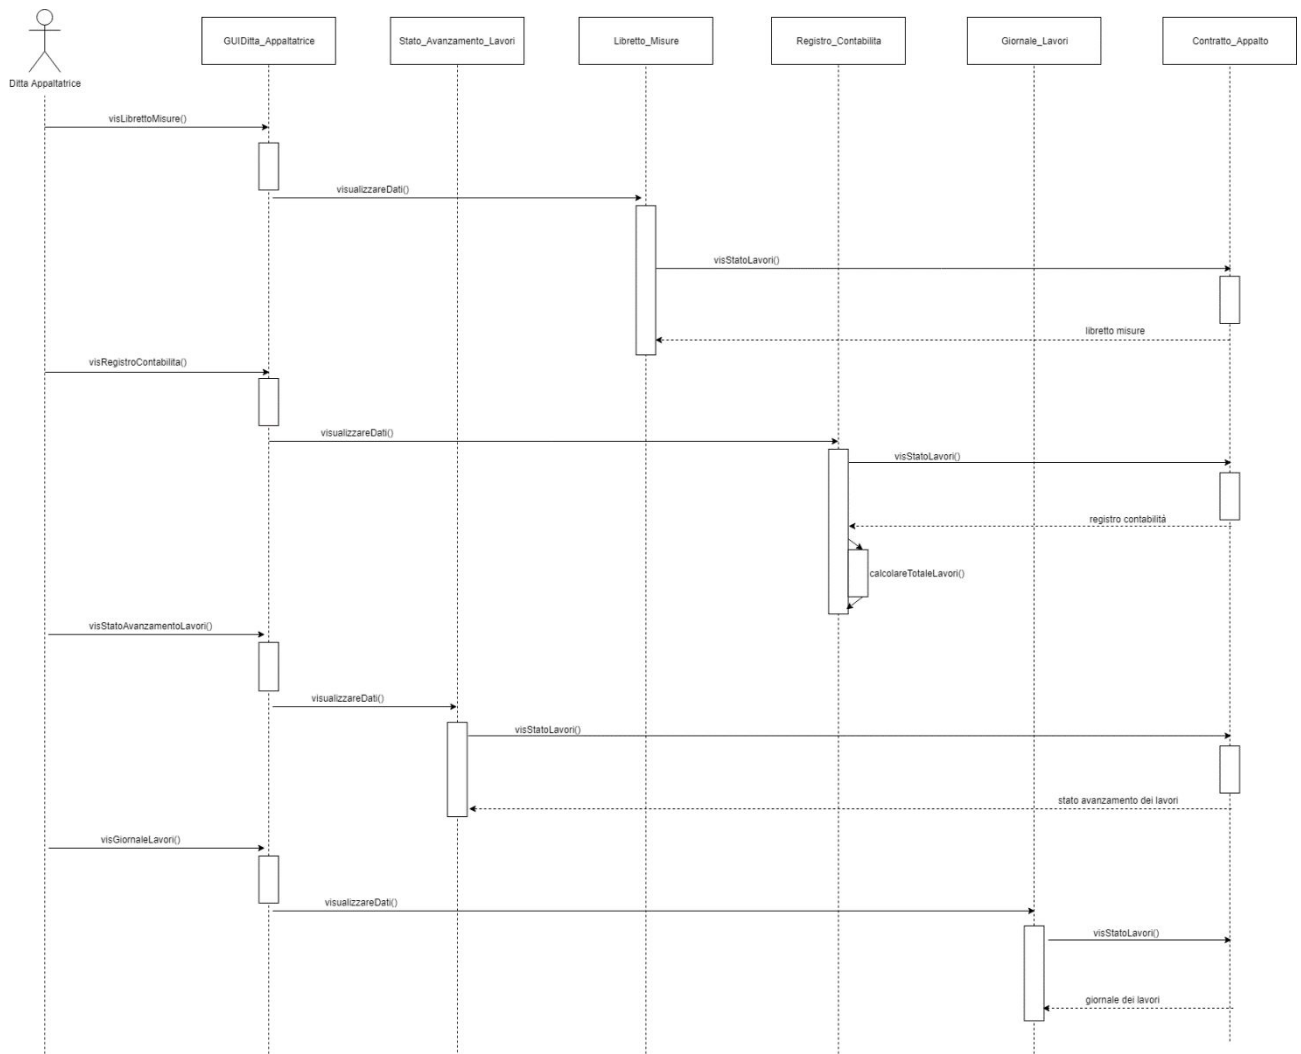 GUIDitta_Appaltatrice
Stato_Avanzamento_Lavori
Libretto_Misure
Registro_Contabilita
Giornale_Lavori
Contratto_Appalto
Ditta Appaltatrice
visLibrettoMisure()
visualizzareDati()
visStatoLavori()
libretto misure
visRegistroContabilita()
visualizzareDati()
visStatoLavori()
registro contabilità
calcolareTotaleLavori()
visStatoAvanzamentoLavori()
visualizzareDati()
visStatoLavori()
stato avanzamento dei lavori
visGiornaleLavori()
visualizzareDati()
visStatoLavori()
giornale dei lavori